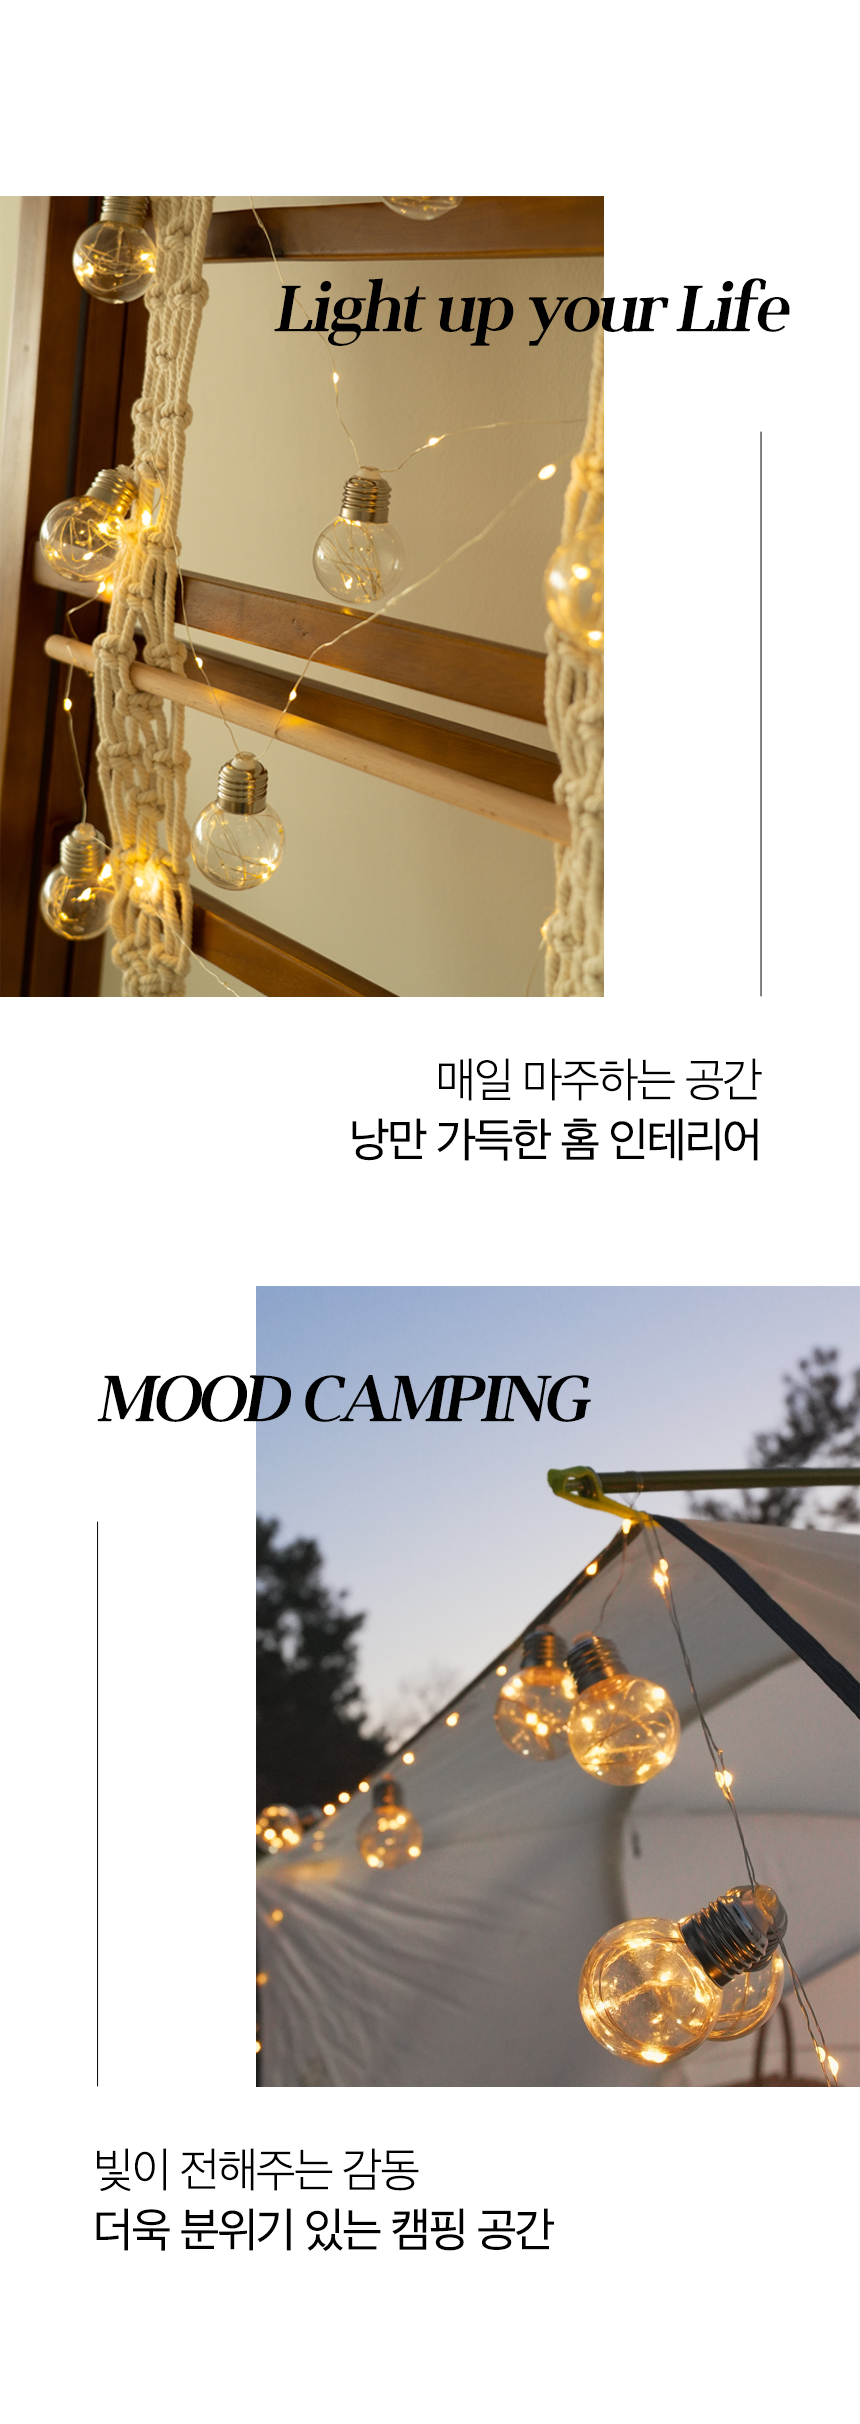 Light up your Life
매일 마주하는 공간
낭만 가득한 홈 인테리어
MOOD CAMPING
빛이 전해주는 감동
더욱 분위기 있는 캠핑 공간